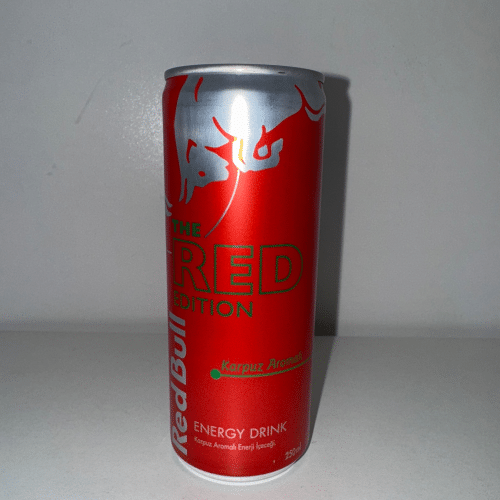 THE
RED
EDITION
Red Bull
Karpuz Aromalı
ENERGY DRINK
Karpuz Aromalı Enerji İçeceği
250ml